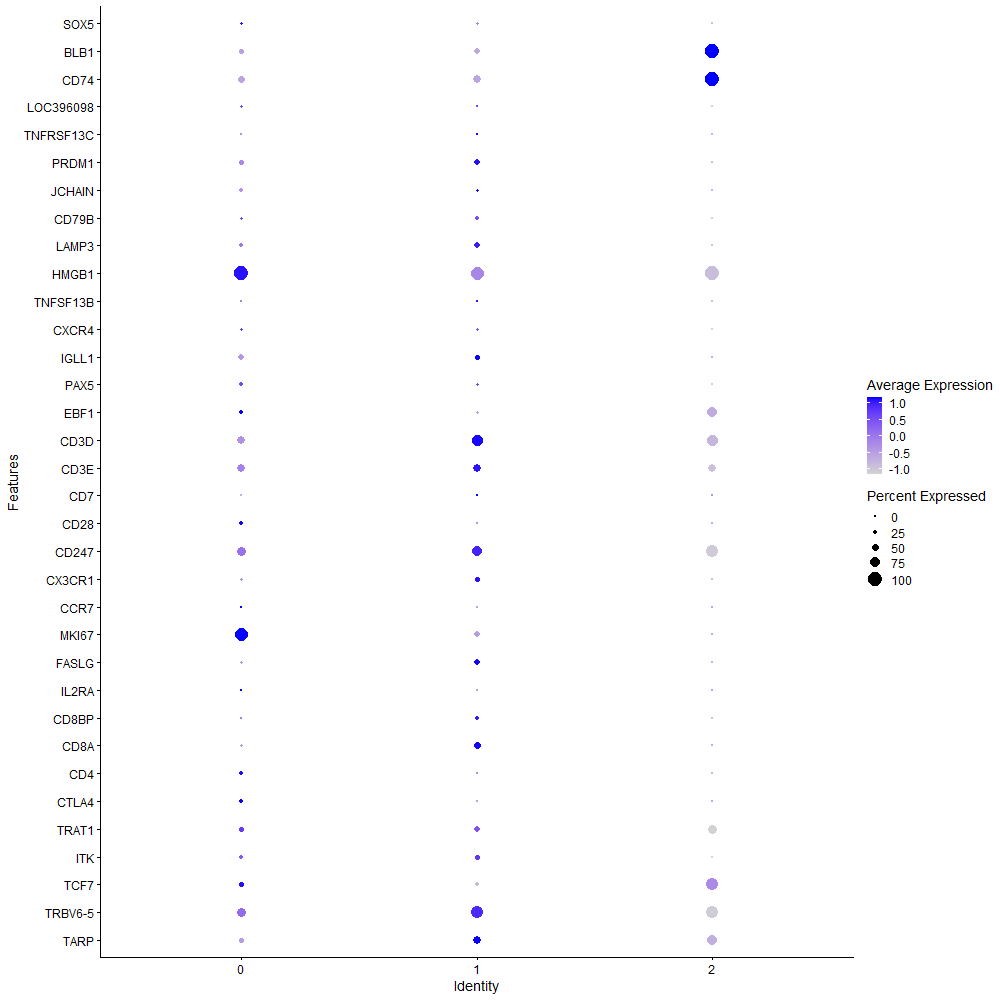 SOX5
BLB1
CD74
LOC396098
TNFRSF13C
PRDM1
JCHAIN
CD79B
LAMP3
HMGB1
TNFSF13B
CXCR4
IGLL1
PAX5
EBF1
CD3D
CD3E
CD7
CD28
CD247
CX3CR1
CCR7
MKI67
FASLG
IL2RA
CD8BP
CD8A
CD4
CTLA4
TRAT1
ITK
TCF7
TRBV6-5
TARP
Features
0 1 2
Identity
Average Expression
1.0
0.5
0.0
-0.5
-1.0
Percent Expressed
0
25
50
75
100